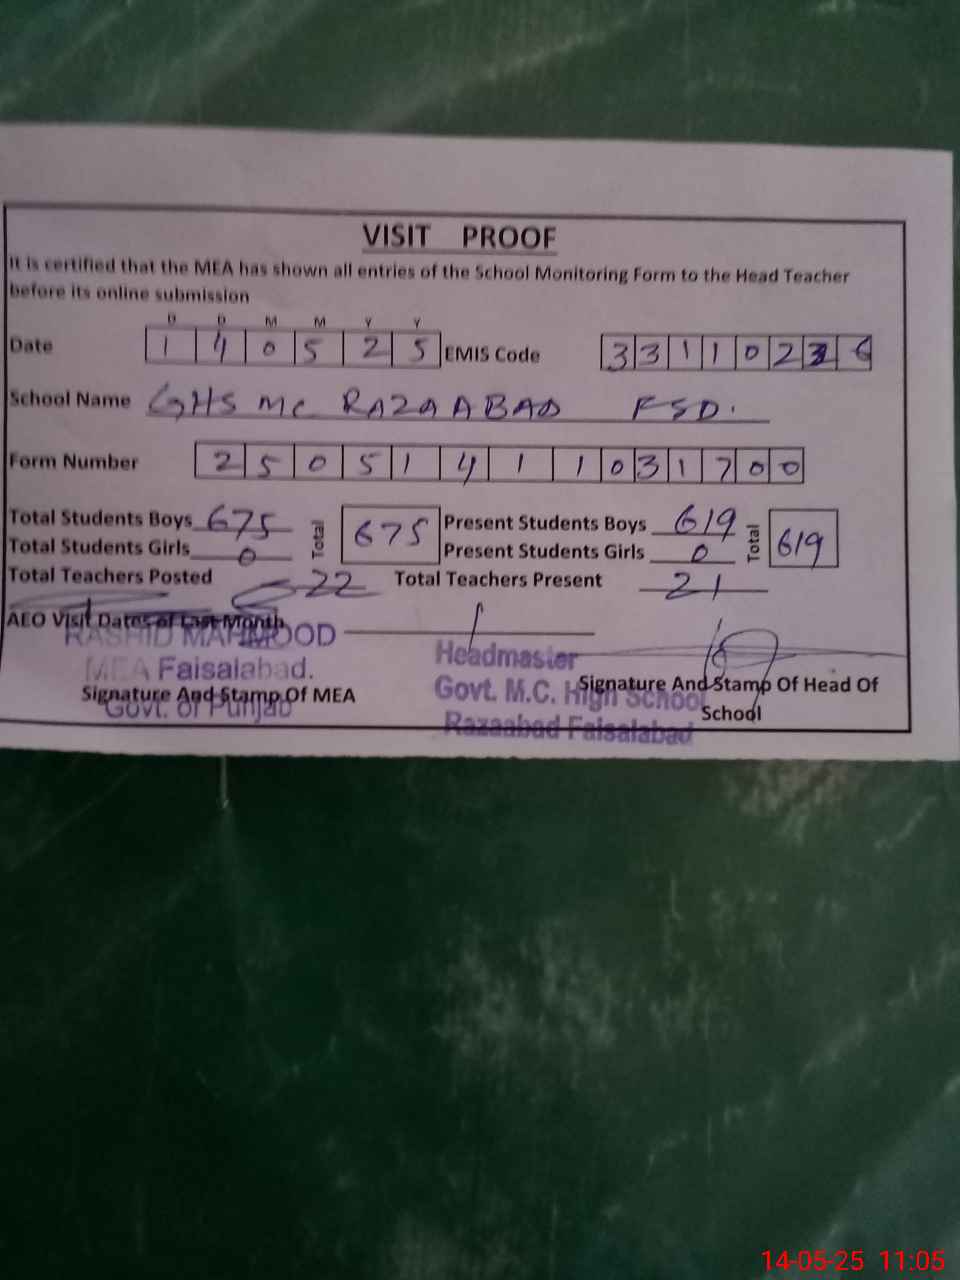 VISIT PROOF
It is certified that the MEA has shown all entries of the School Monitoring Form to the Head Teacher
before its online submission
D D M M Y Y
Date 1 4 0 5 2 5 EMIS Code 3 3 1 1 0 2 3 6
School Name GHS MC RAZAABAD FSD.
Form Number 2 5 0 5 1 4 1 1 0 3 1 7 0 0
Total Students Boys 675 Total 675 Present Students Boys 619 Total 619
Total Students Girls 0 Present Students Girls 0
Total Teachers Posted 22 Total Teachers Present 21
AEO Visit Dates of Last Month
RASHID MAHMOOD
MEA Faisalabad.
Govt. of Punjab
Signature And Stamp Of MEA
Headmaster
Govt. M.C. High School
Razaabad Faisalabad
Signature And Stamp Of Head Of
School
14-05-25 11:05